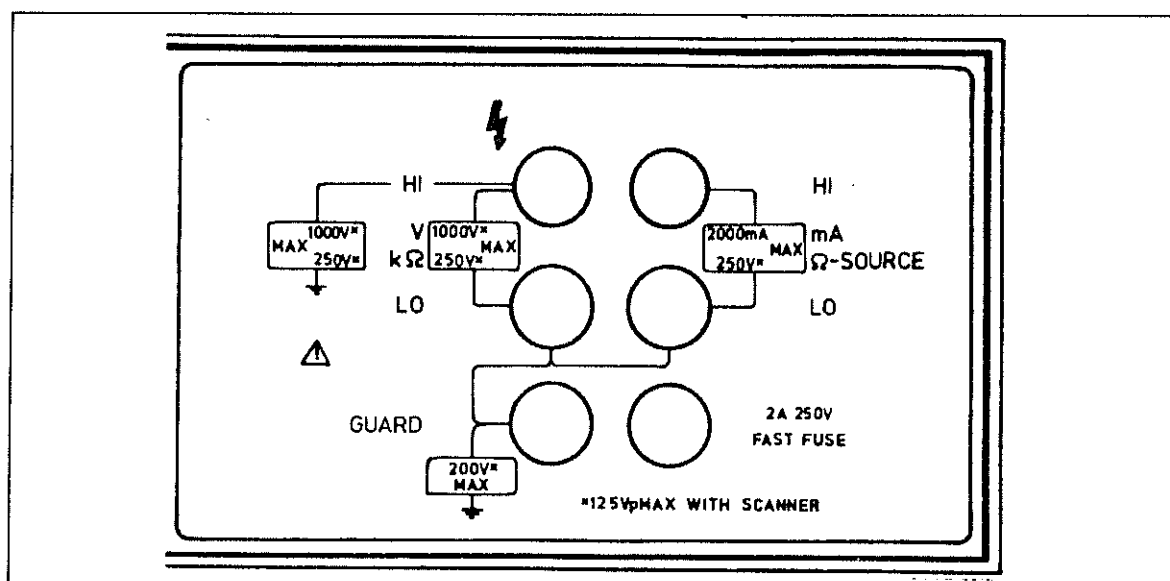 HI
HI
MAX 1000V* 250V*
V
kΩ
1000V* 250V* MAX
2000mA 250V* MAX
mA
Ω-SOURCE
LO
LO
GUARD
2A 250V
FAST FUSE
200V*
MAX
*125VpMAX WITH SCANNER